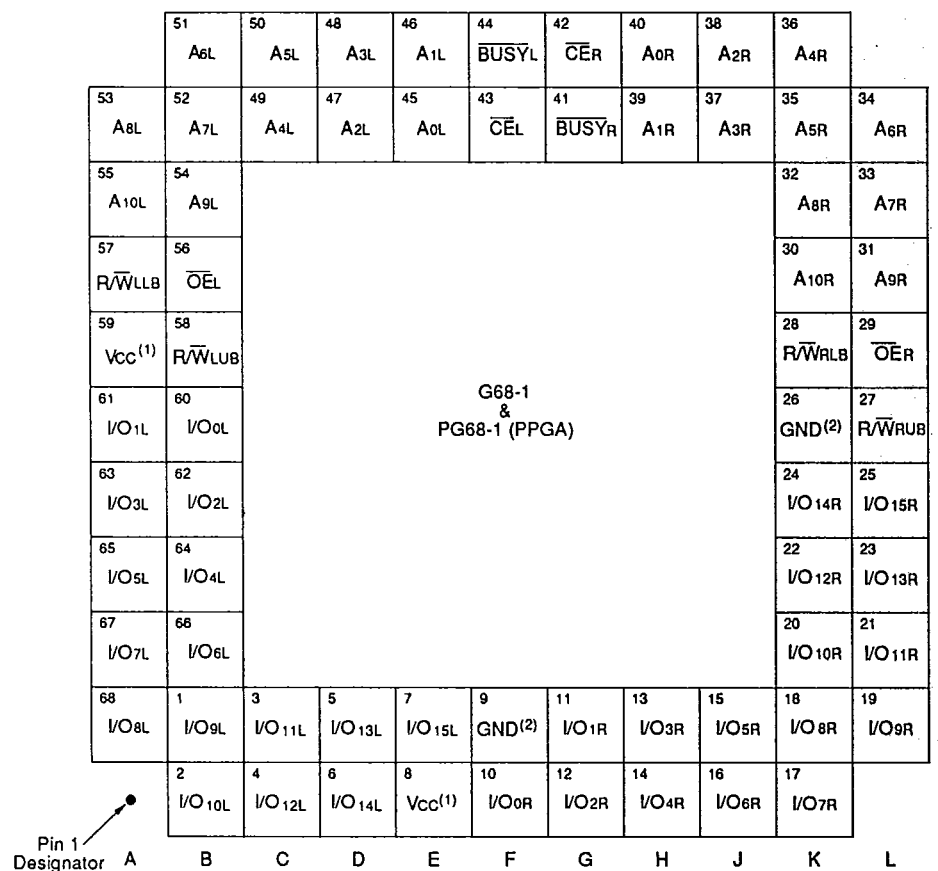 51 50 48 46 44 42 40 38 36
A6L A5L A3L A1L BUSYL CER A0R A2R A4R
53 52 49 47 45 43 41 39 37 35 34
A8L A7L A4L A2L A0L CEL BUSYR A1R A3R A5R A6R
55 54 32 33
A10L A9L A8R A7R
57 56 30 31
R/WLLB OEL A10R A9R
59 58 28 29
VCC(1) R/WLUB R/WRLB OER
61 60 26 27
I/O1L I/O0L GND(2) R/WRUB
G68-1
&
PG68-1 (PPGA)
63 62 24 25
I/O3L I/O2L I/O14R I/O15R
65 64 22 23
I/O5L I/O4L I/O12R I/O13R
67 66 20 21
I/O7L I/O6L I/O10R I/O11R
68 1 3 5 7 9 11 13 15 18 19
I/O8L I/O9L I/O11L I/O13L I/O15L GND(2) I/O1R I/O3R I/O5R I/O8R I/O9R
2 4 6 8 10 12 14 16 17
I/O10L I/O12L I/O14L VCC(1) I/O0R I/O2R I/O4R I/O6R I/O7R
Pin 1
Designator
A B C D E F G H J K L